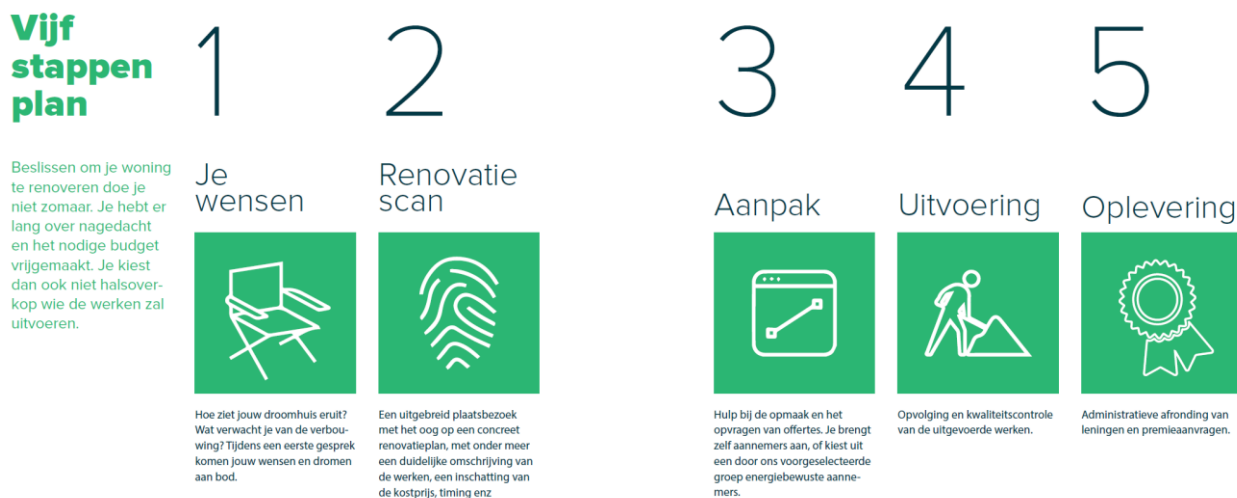 Vijf
stappen
plan
Beslissen om je woning
te renoveren doe je
niet zomaar. Je hebt er
lang over nagedacht
en het nodige budget
vrijgemaakt. Je kiest
dan ook niet halsover-
kop wie de werken zal
uitvoeren.
1
Je
wensen
Hoe ziet jouw droomhuis eruit?
Wat verwacht je van de verbou-
wing? Tijdens een eerste gesprek
komen jouw wensen en dromen
aan bod.
2
Renovatie
scan
Een uitgebreid plaatsbezoek
met het oog op een concreet
renovatieplan, met onder meer
een duidelijke omschrijving van
de werken, een inschatting van
de kostprijs, timing enz
3
Aanpak
Hulp bij de opmaak en het
opvragen van offertes. Je brengt
zelf aannemers aan, of kiest uit
een door ons voorgeselecteerde
groep energiebewuste aanne-
mers.
4
Uitvoering
Opvolging en kwaliteitscontrole
van de uitgevoerde werken.
5
Oplevering
Administratieve afronding van
leningen en premieaanvragen.